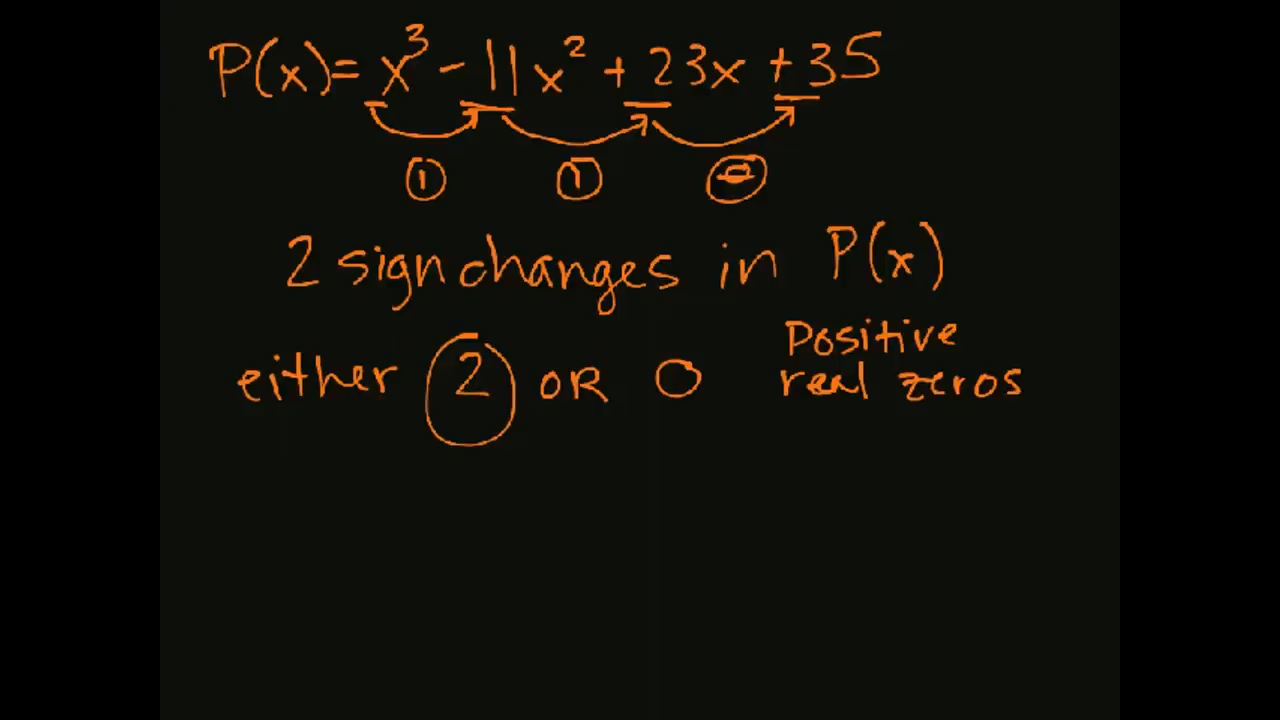 P(x)= x³ - 11x² + 23x + 35
① ① ⊖
2 sign changes in P(x)
either 2 OR 0 Positive real zeros